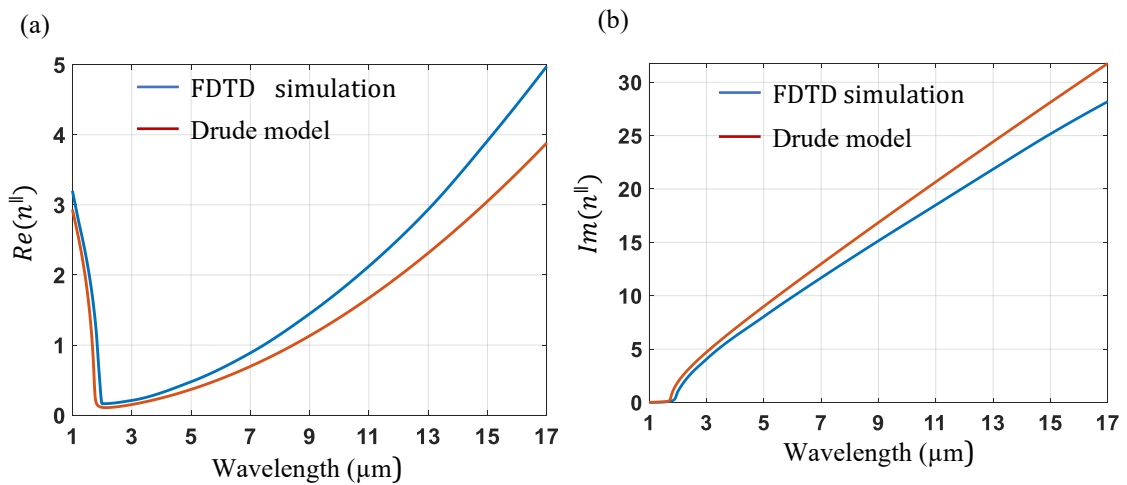 (a)
5
4
3
2
1
0
Re(n∥)
FDTD simulation
Drude model
1 3 5 7 9 11 13 15 17
Wavelength (µm)
(b)
30
25
20
15
10
5
0
Im(n∥)
FDTD simulation
Drude model
1 3 5 7 9 11 13 15 17
Wavelength (µm)